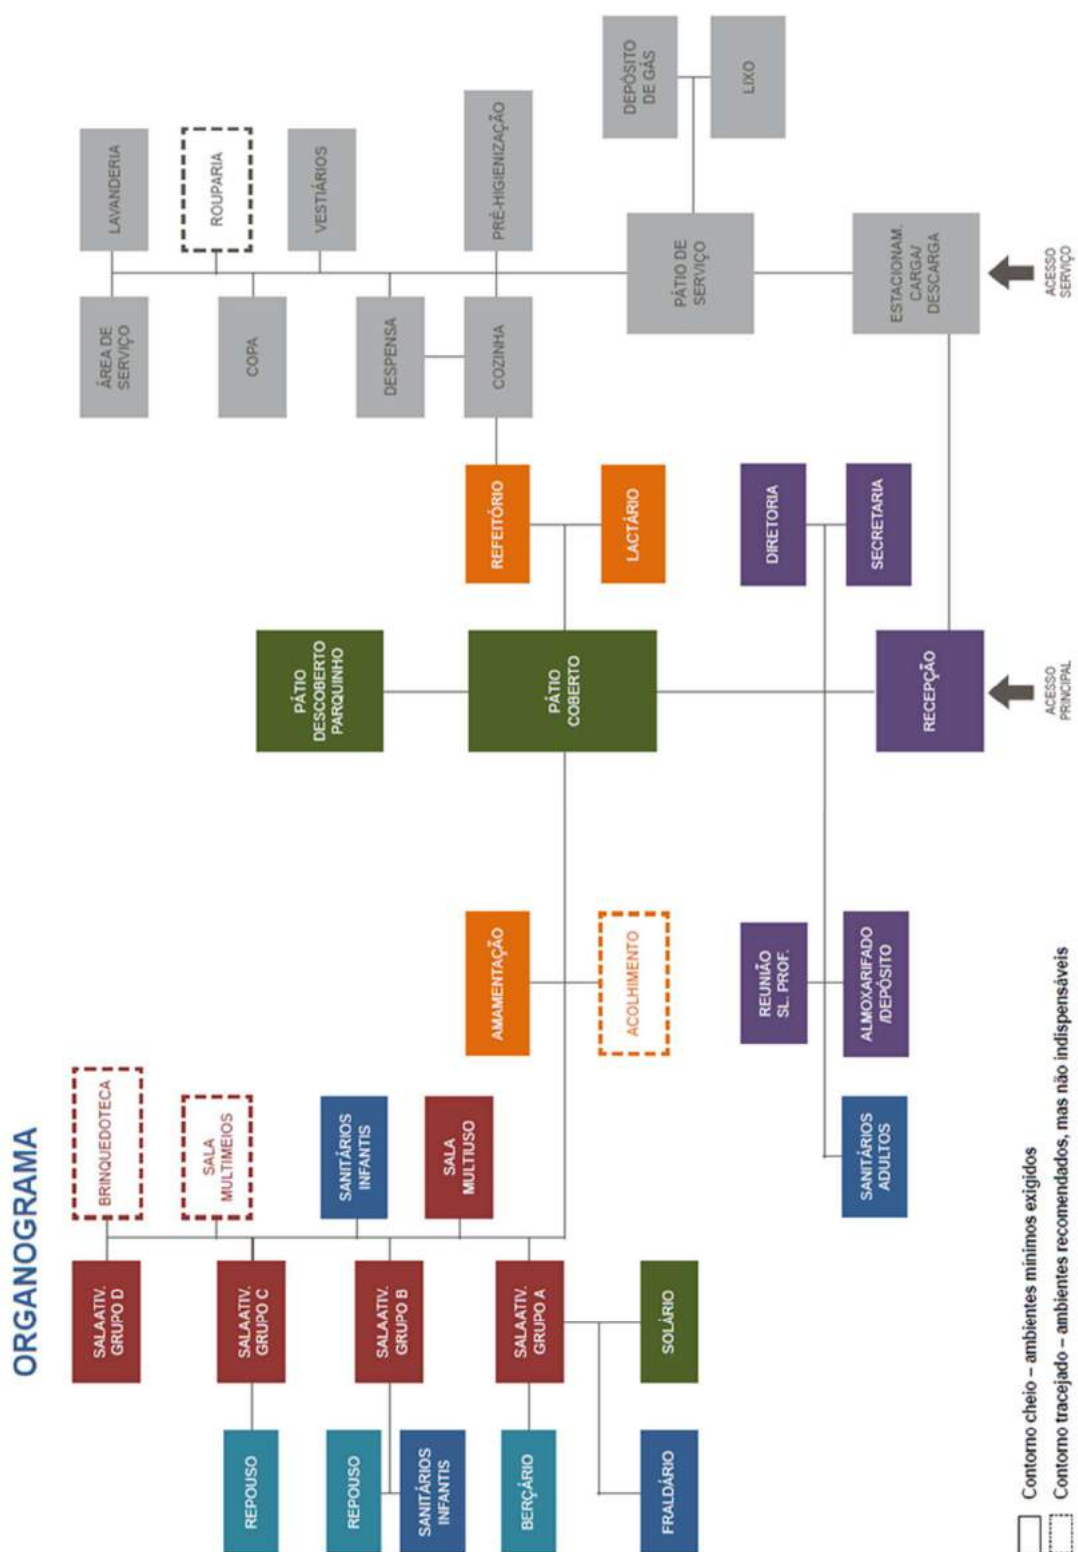 ORGANOGRAMA
SALA ATIV.
GRUPO D
BRINQUEDOTECA
ÁREA DE
SERVIÇO
LAVANDERIA
SALA
MULTIMEIOS
ROUPARIA
REPOUSO
SALA ATIV.
GRUPO C
COPA
PÁTIO
DESCOBERTO
PARQUINHO
VESTIÁRIOS
REPOUSO
SALA ATIV.
GRUPO B
SANITÁRIOS
INFANTIS
DESPENSA
SANITÁRIOS
INFANTIS
SALA
MULTIUSO
BERÇÁRIO
SALA ATIV.
GRUPO A
AMAMENTAÇÃO
PÁTIO
COBERTO
REFEITÓRIO
COZINHA
PRÉ-HIGIENIZAÇÃO
FRALDÁRIO
SOLÁRIO
ACOLHIMENTO
LACTÁRIO
PÁTIO DE
SERVIÇO
DEPÓSITO
DE GÁS
LIXO
REUNIÃO
SL. PROF.
DIRETORIA
SANITÁRIOS
ADULTOS
ALMOXARIFADO
/DEPÓSITO
SECRETARIA
RECEPÇÃO
ESTACIONAM.
CARGA/
DESCARGA
ACESSO
PRINCIPAL
ACESSO
SERVIÇO
Contorno cheio – ambientes mínimos exigidos
Contorno tracejado – ambientes recomendados, mas não indispensáveis